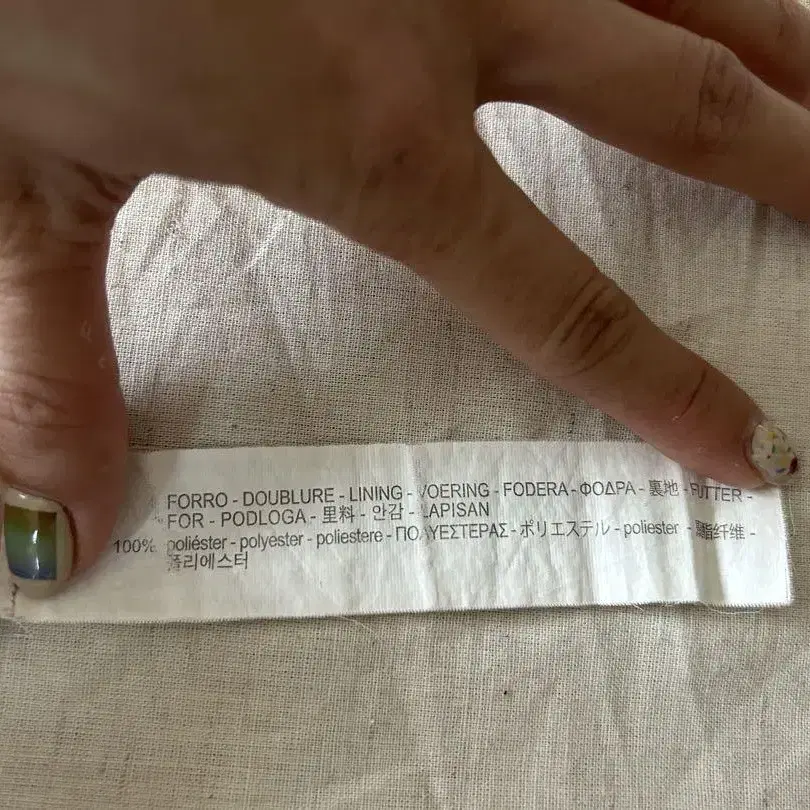 FORRO - DOUBLURE - LINING - VOERING - FODERA - ΦΟΔΡΑ - 裏地 - FUTTER -
FOR - PODLOGA - 里料 - 안감 - LAPISAN
100% poliéster - polyester - poliestere - ΠΟΛΥΕΣΤΕΡΑΣ - ポリエステル - poliester - 聚酯纤维 -
폴리에스터